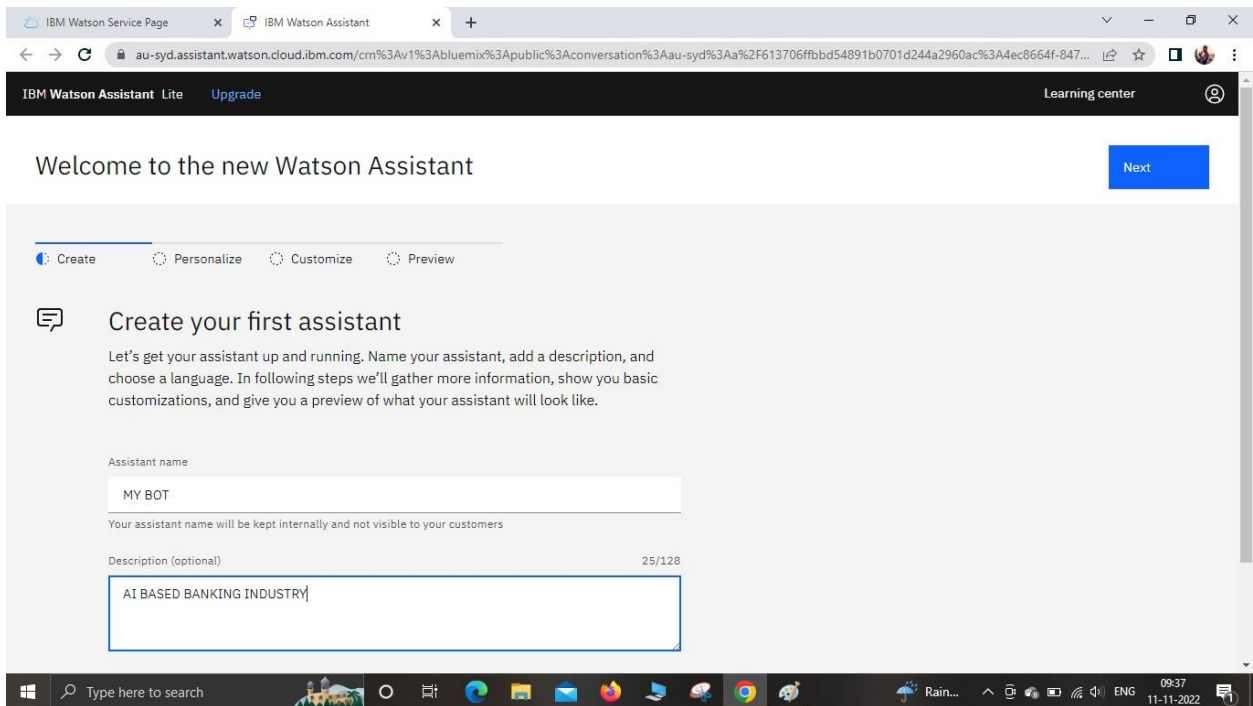 IBM Watson Service Page
IBM Watson Assistant
au-syd.assistant.watson.cloud.ibm.com/crn%3Av1%3Abluemix%3Apublic%3Aconversation%3Aau-syd%3Aa%2F613706ffbbd54891b0701d244a2960ac%3A4ec8664f-847...
IBM Watson Assistant Lite Upgrade Learning center
Welcome to the new Watson Assistant
Next
Create Personalize Customize Preview
Create your first assistant
Let’s get your assistant up and running. Name your assistant, add a description, and
choose a language. In following steps we’ll gather more information, show you basic
customizations, and give you a preview of what your assistant will look like.
Assistant name
MY BOT
Your assistant name will be kept internally and not visible to your customers
Description (optional) 25/128
AI BASED BANKING INDUSTRY
Type here to search
Rain... ENG
09:37
11-11-2022